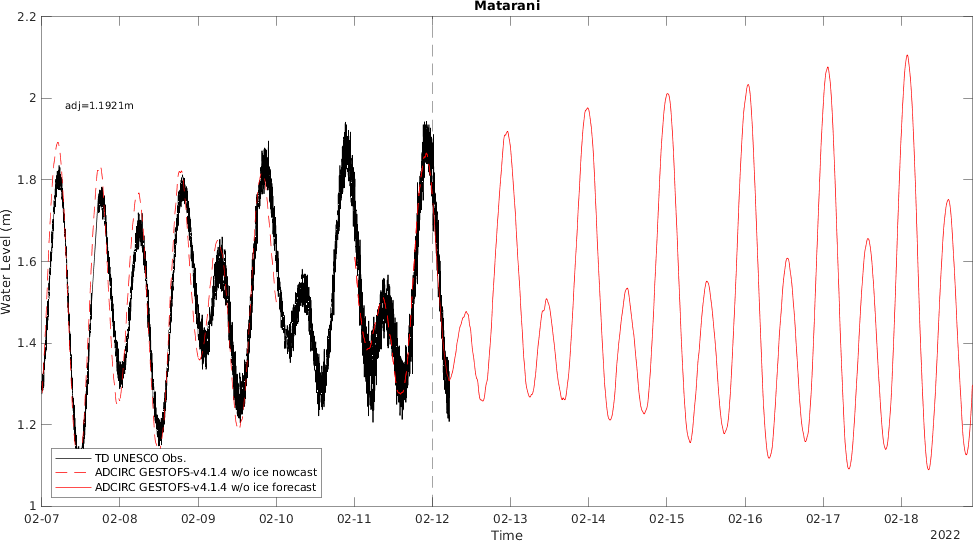 Matarani
2.2
2
1.8
1.6
1.4
1.2
1
Water Level (m)
adj=1.1921m
TD UNESCO Obs.
ADCIRC GESTOFS-v4.1.4 w/o ice nowcast
ADCIRC GESTOFS-v4.1.4 w/o ice forecast
02-07 02-08 02-09 02-10 02-11 02-12 02-13 02-14 02-15 02-16 02-17 02-18
Time
2022